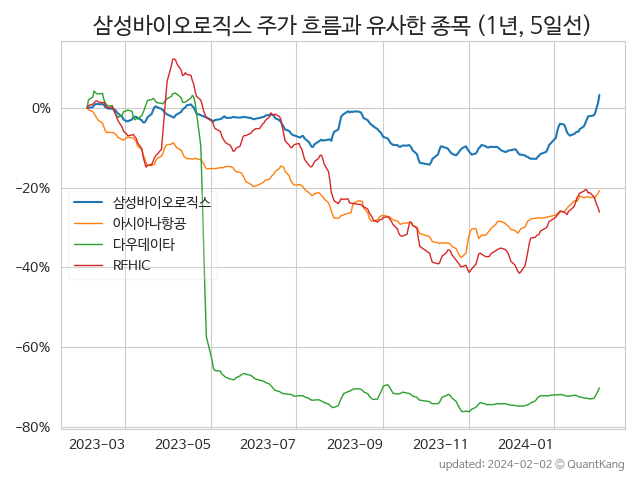 삼성바이오로직스 주가 흐름과 유사한 종목 (1년, 5일선)
0%
−20%
−40%
−60%
−80%
삼성바이오로직스
아시아나항공
다우데이타
RFHIC
2023-03
2023-05
2023-07
2023-09
2023-11
2024-01
updated: 2024-02-02 © QuantKang